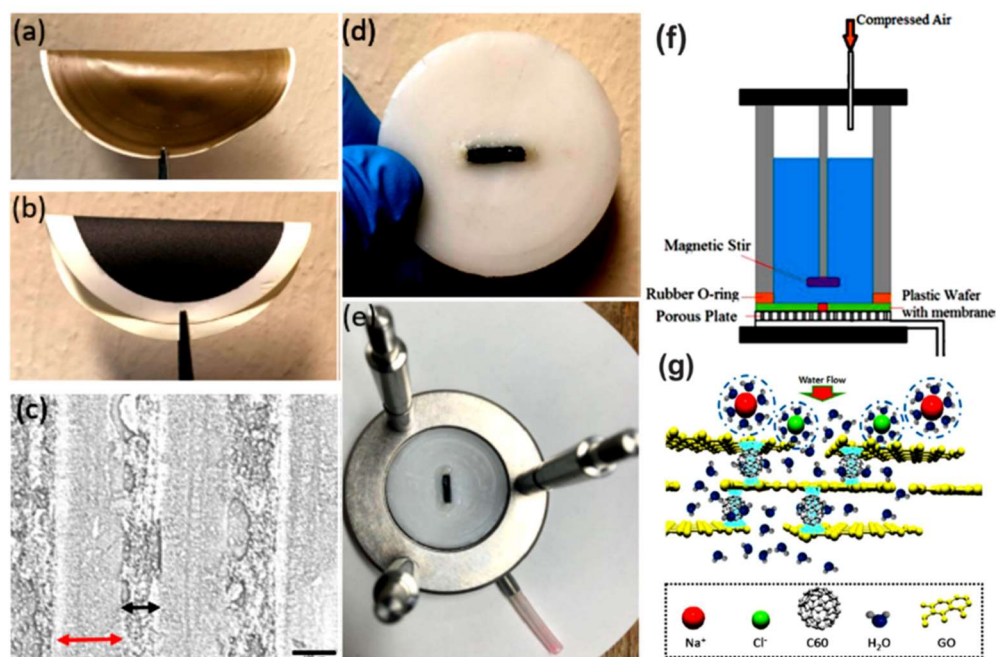 (a)
(b)
(c)
(d)
(e)
(f)
Compressed Air
Magnetic Stir
Rubber O-ring
Porous Plate
Plastic Wafer
with membrane
(g)
Water Flow
Na⁺
Cl⁻
C60
H₂O
GO